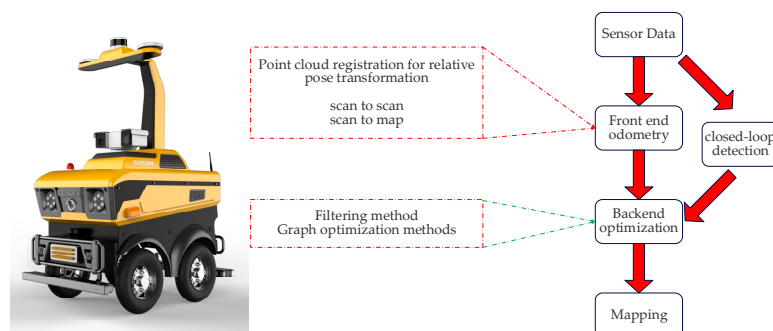 Sensor Data
Point cloud registration for relative
pose transformation
scan to scan
scan to map
Front end
odometry
closed-loop
detection
Filtering method
Graph optimization methods
Backend
optimization
Mapping
SIASUN